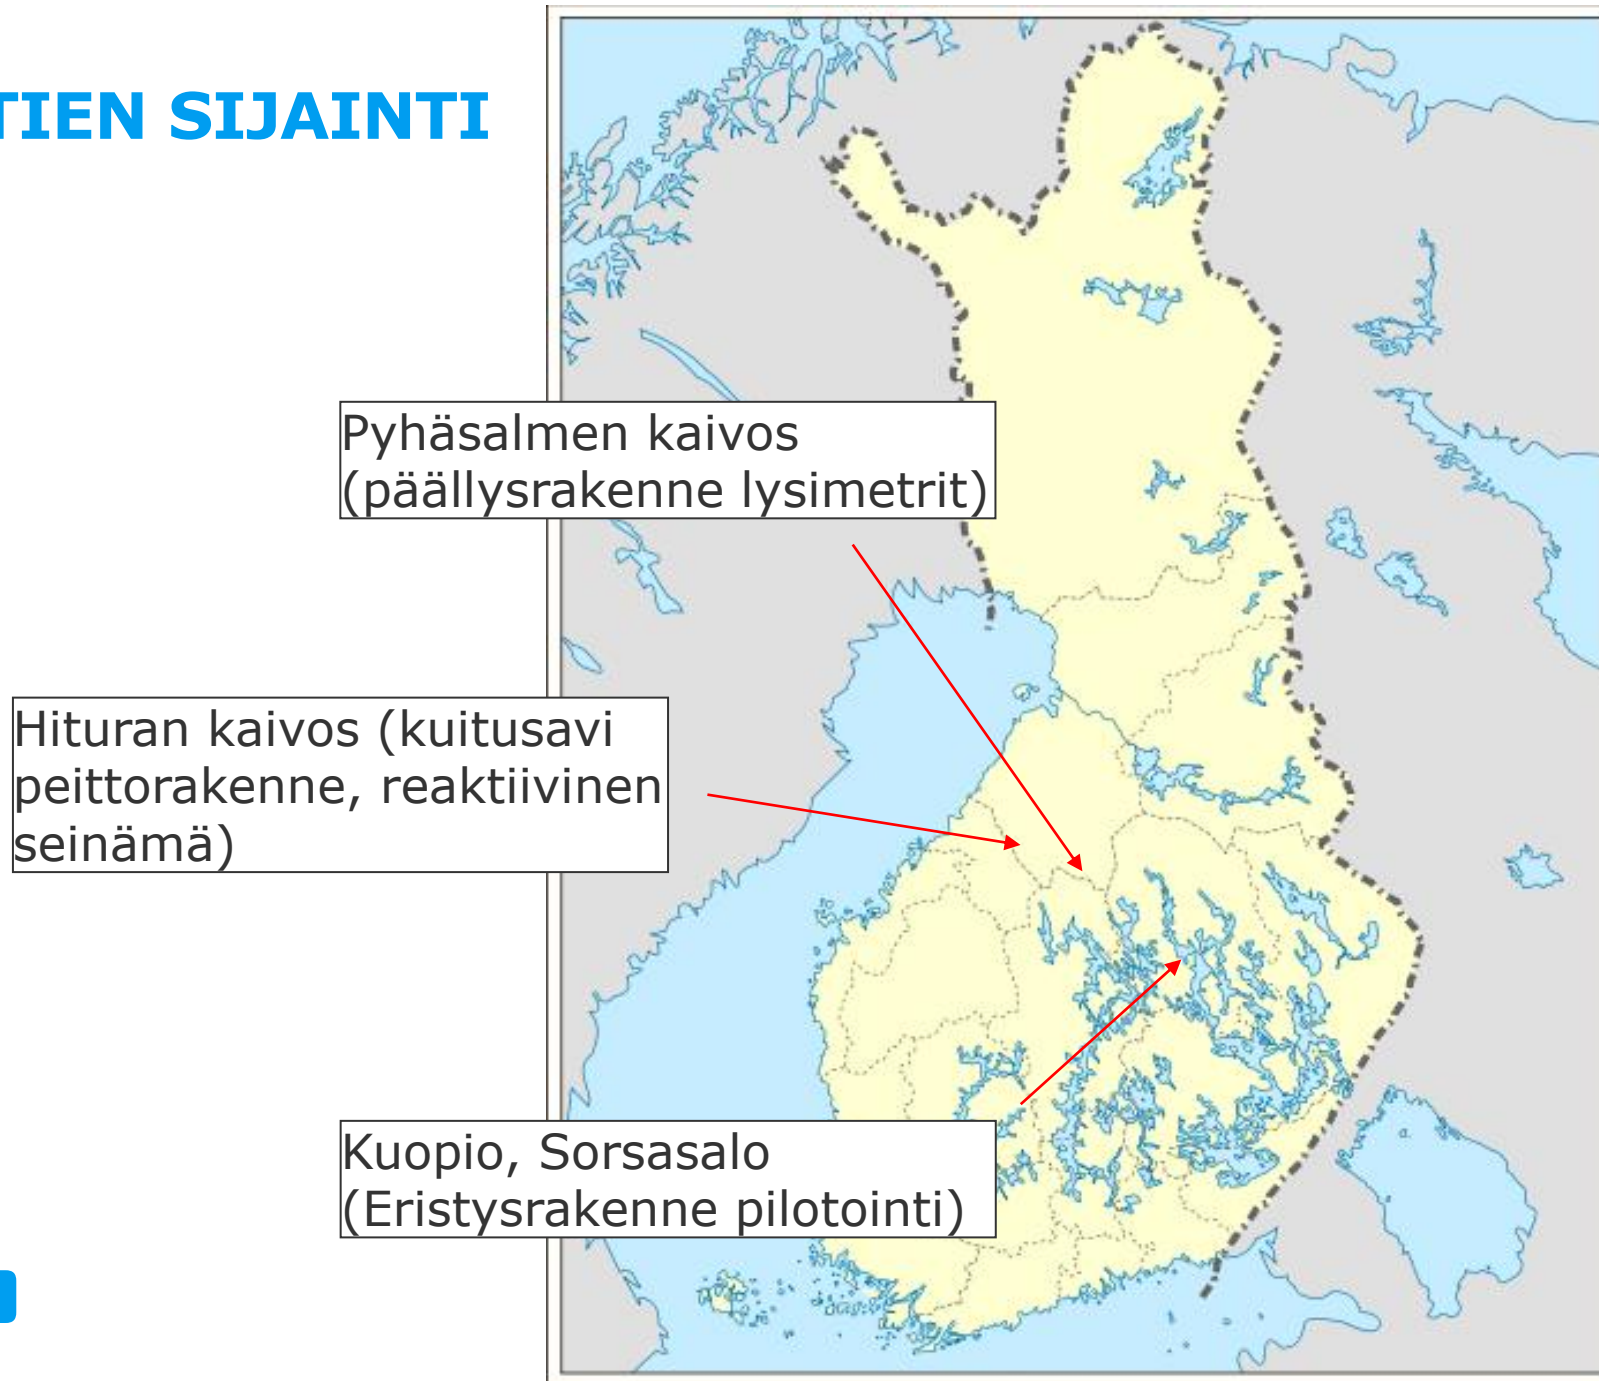 TIEN SIJAINTI
Pyhäsalmen kaivos
(päällysrakenne lysimetrit)
Hituran kaivos (kuitusavi
peittorakenne, reaktiivinen
seinämä)
Kuopio, Sorsasalo
(Eristysrakenne pilotointi)